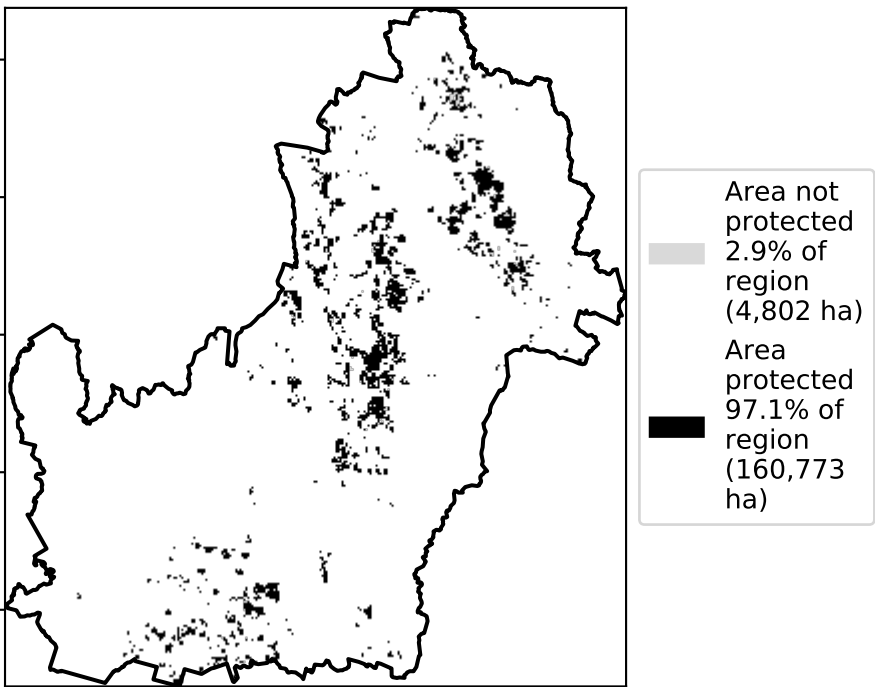 Area not
protected
2.9% of
region
(4,802 ha)
Area
protected
97.1% of
region
(160,773
ha)